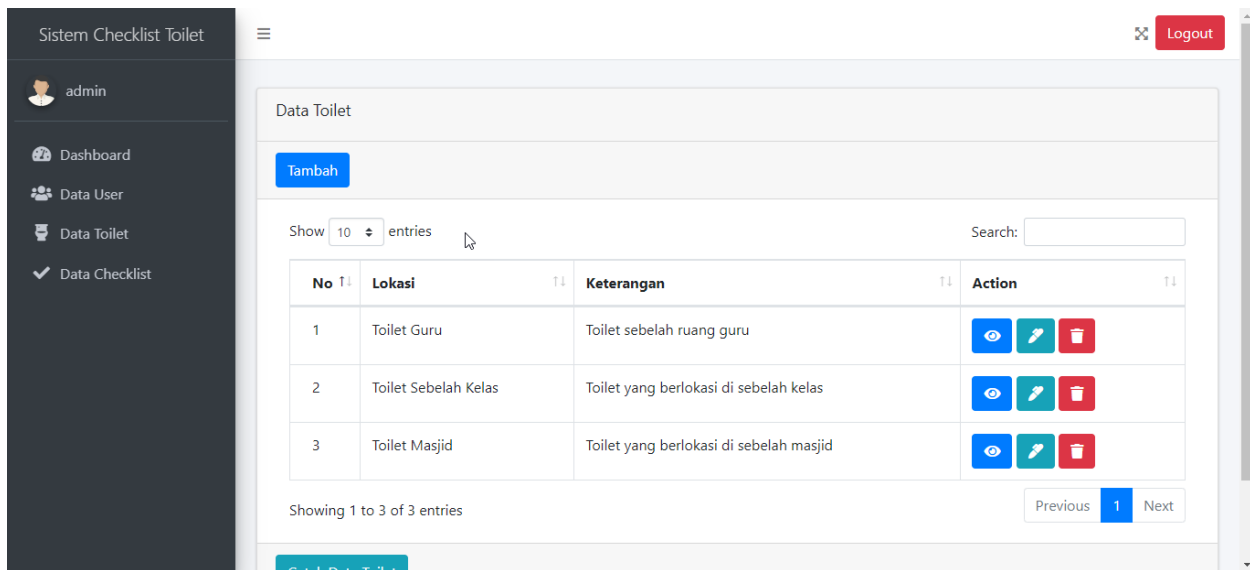 Sistem Checklist Toilet
Logout
admin
Dashboard
Data User
Data Toilet
Data Checklist
Data Toilet
Tambah
Show 10 entries
Search:
No Lokasi Keterangan Action
1 Toilet Guru Toilet sebelah ruang guru
2 Toilet Sebelah Kelas Toilet yang berlokasi di sebelah kelas
3 Toilet Masjid Toilet yang berlokasi di sebelah masjid
Showing 1 to 3 of 3 entries
Previous 1 Next